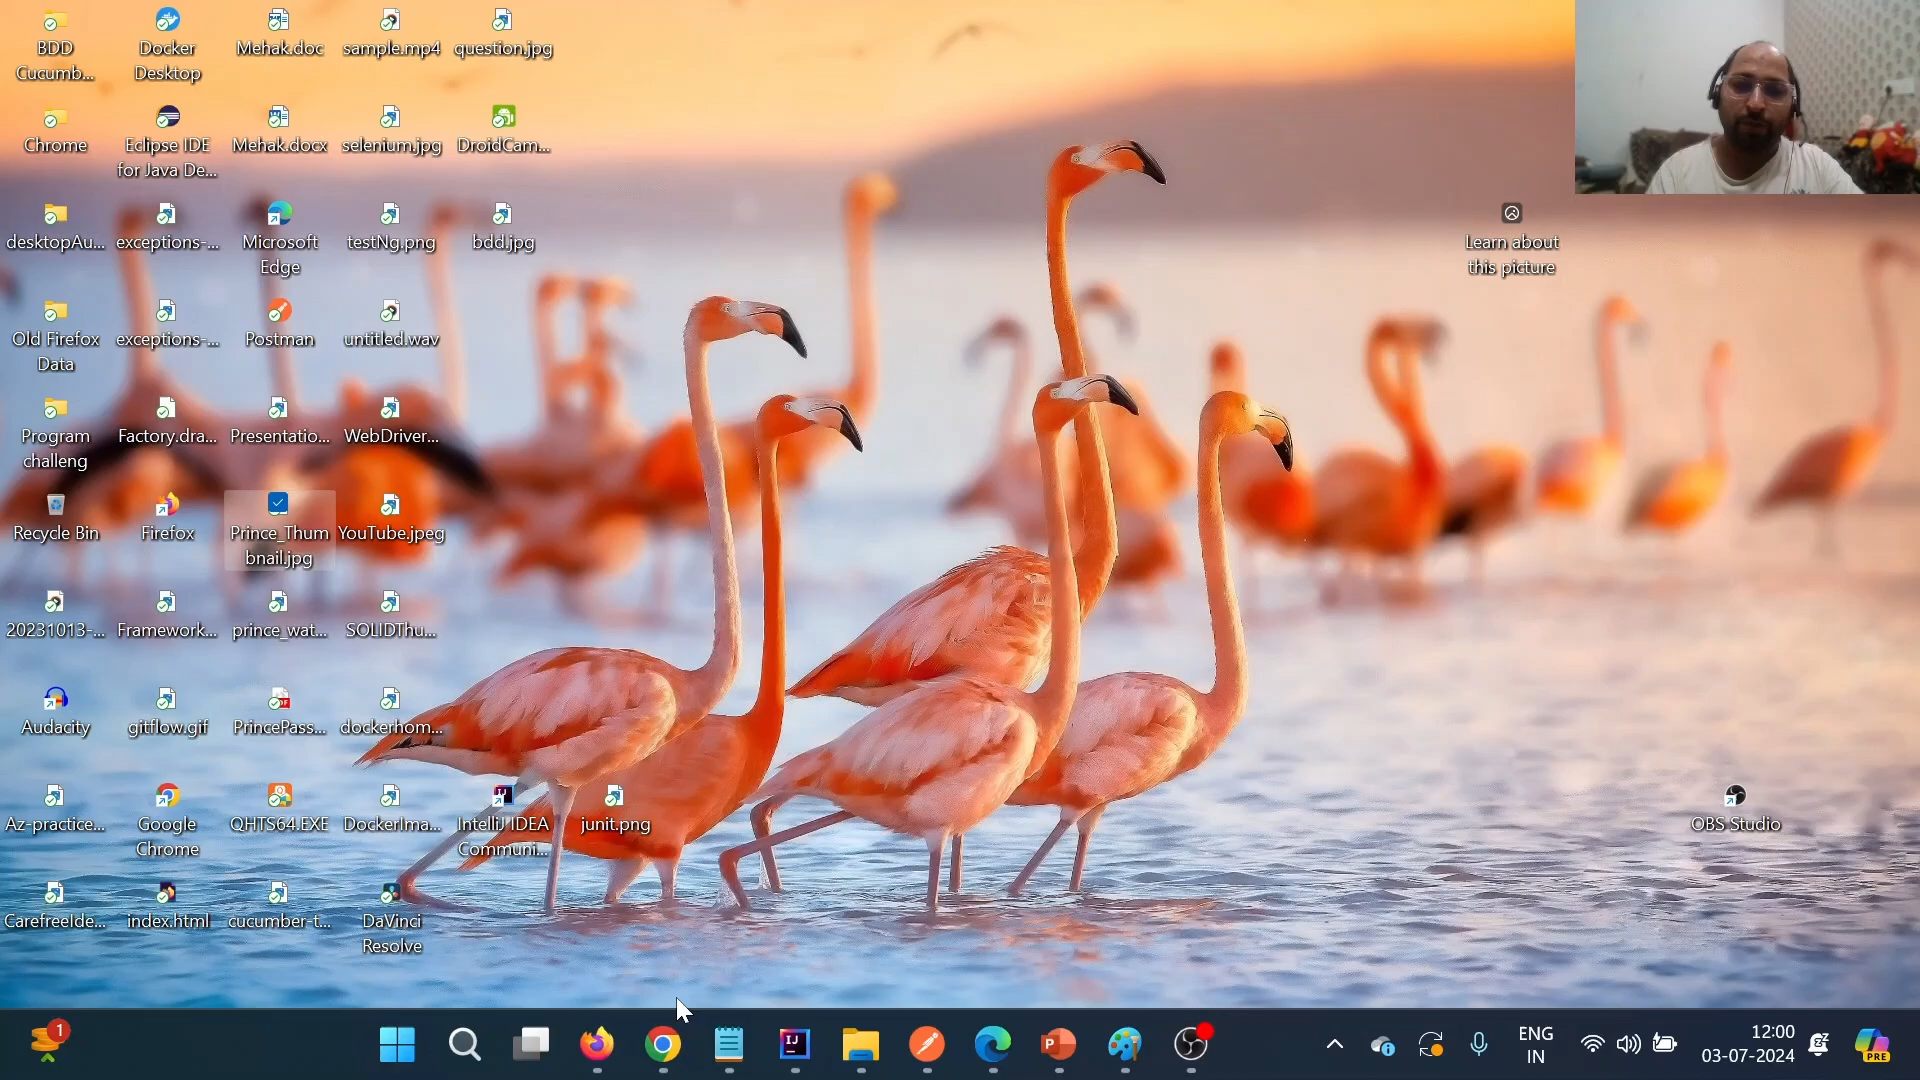 BDD
Cucumb...
Docker
Desktop
Mehak.doc
sample.mp4
question.jpg
Chrome
Eclipse IDE
for Java De...
Mehak.docx
selenium.jpg
DroidCam...
desktopAu...
exceptions-...
Microsoft
Edge
testNg.png
bdd.jpg
Learn about
this picture
Old Firefox
Data
exceptions-...
Postman
untitled.wav
Program
challeng
Factory.dra...
Presentatio...
WebDriver...
Recycle Bin
Firefox
Prince_Thum
bnail.jpg
YouTube.jpeg
20231013-...
Framework...
prince_wat...
SOLIDThu...
Audacity
gitflow.gif
PrincePass...
dockerhom...
Az-practice...
Google
Chrome
QHTS64.EXE
DockerIma...
IntelliJ IDEA
Communi...
junit.png
OBS Studio
CarefreeIde...
index.html
cucumber-t...
DaVinci
Resolve
1
ENG
IN
12:00
03-07-2024
PRE